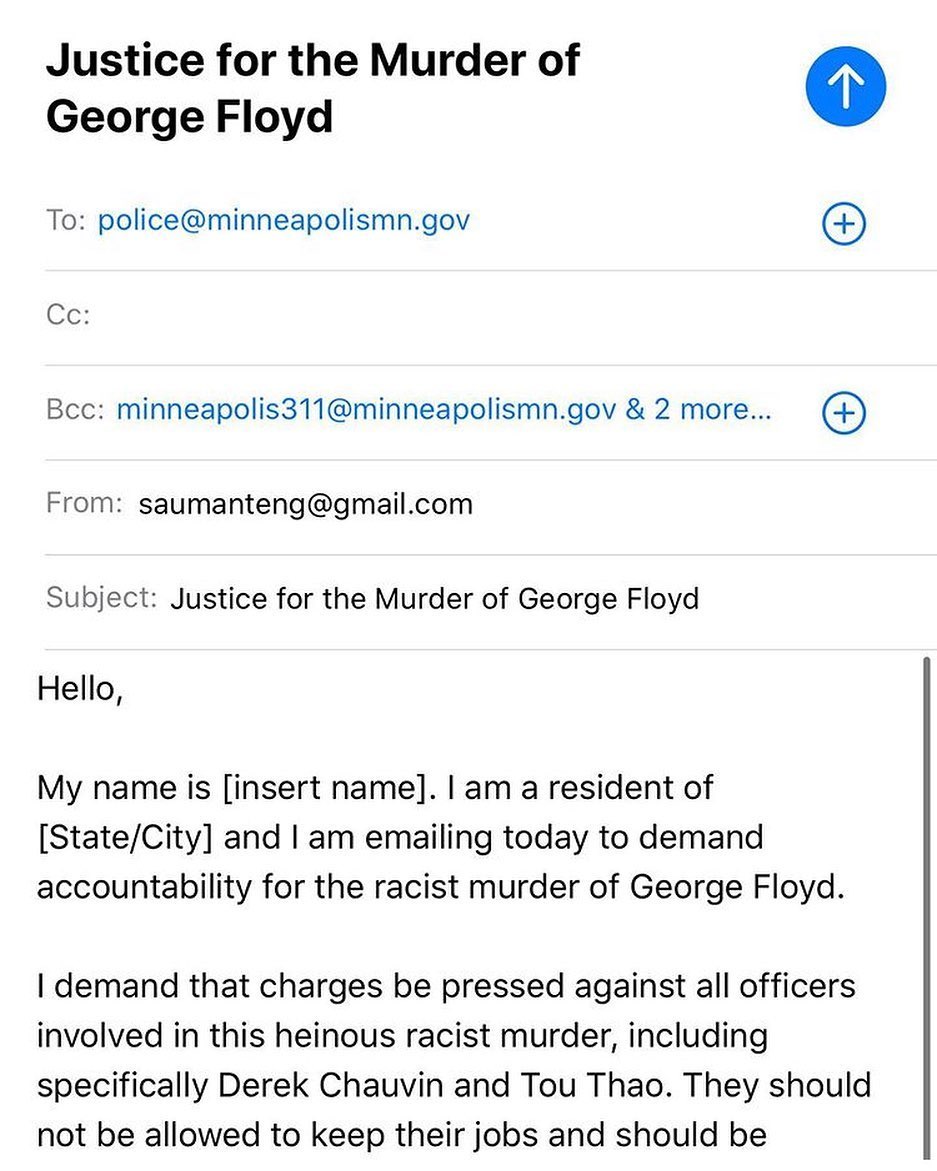 Justice for the Murder of
George Floyd
To: police@minneapolismn.gov
Cc:
Bcc: minneapolis311@minneapolismn.gov & 2 more...
From: saumanteng@gmail.com
Subject: Justice for the Murder of George Floyd
Hello,
My name is [insert name]. I am a resident of
[State/City] and I am emailing today to demand
accountability for the racist murder of George Floyd.
I demand that charges be pressed against all officers
involved in this heinous racist murder, including
specifically Derek Chauvin and Tou Thao. They should
not be allowed to keep their jobs and should be